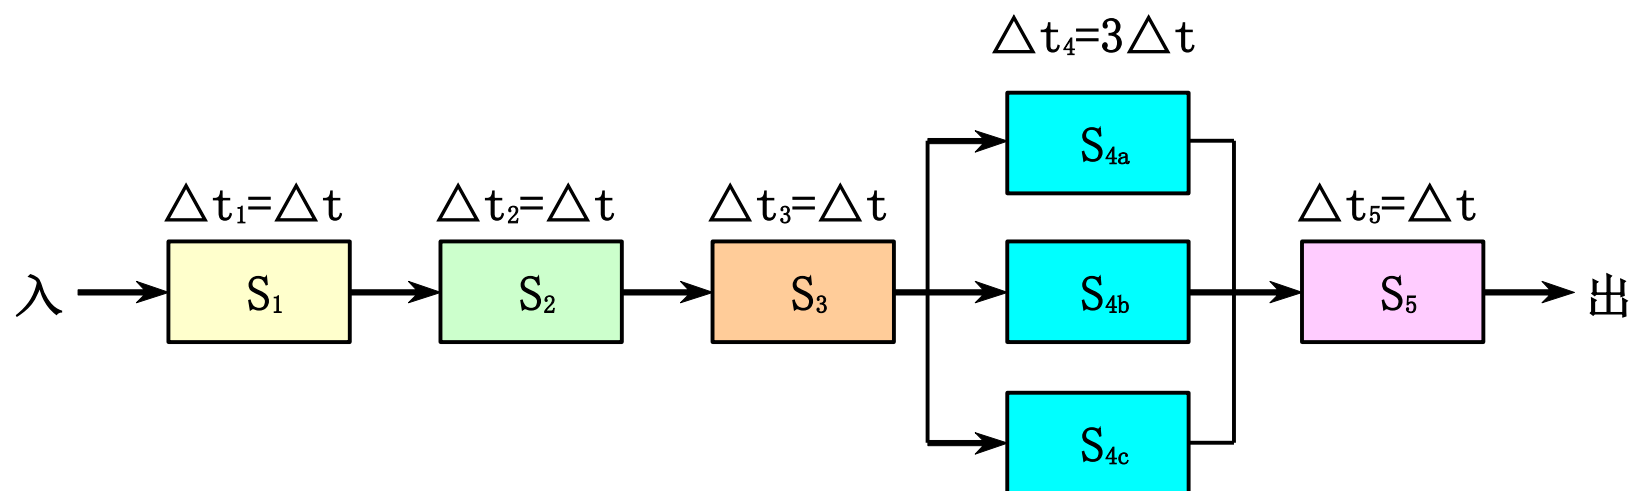 △t₄=3△t
S₄ₐ
△t₁=△t △t₂=△t △t₃=△t △t₅=△t
入 S₁ S₂ S₃ S₄b S₅ 出
S₄c